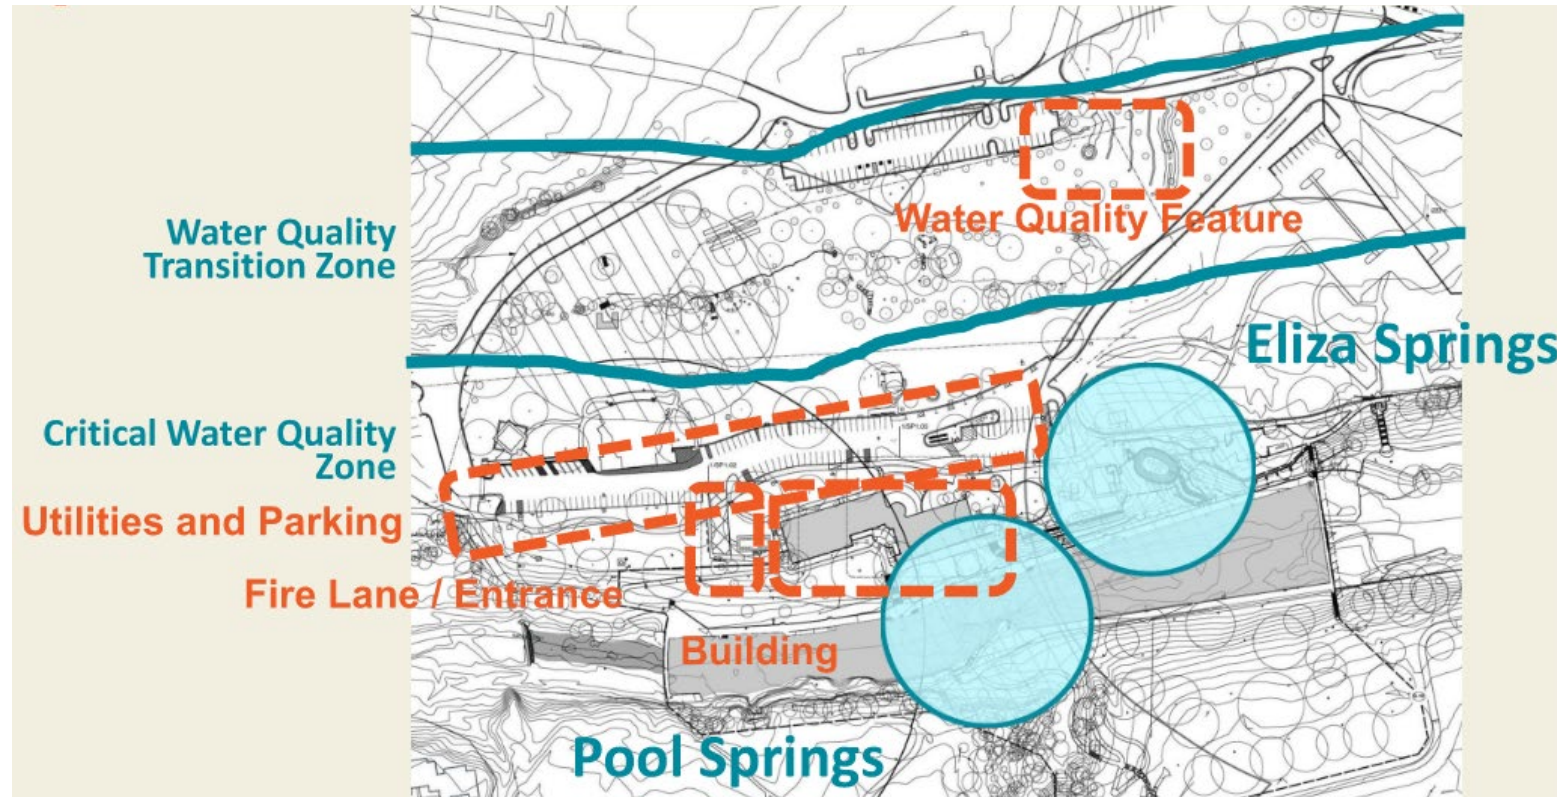 Water Quality Feature
Water Quality
Transition Zone
Eliza Springs
Critical Water Quality
Zone
Utilities and Parking
Fire Lane / Entrance
Building
Pool Springs